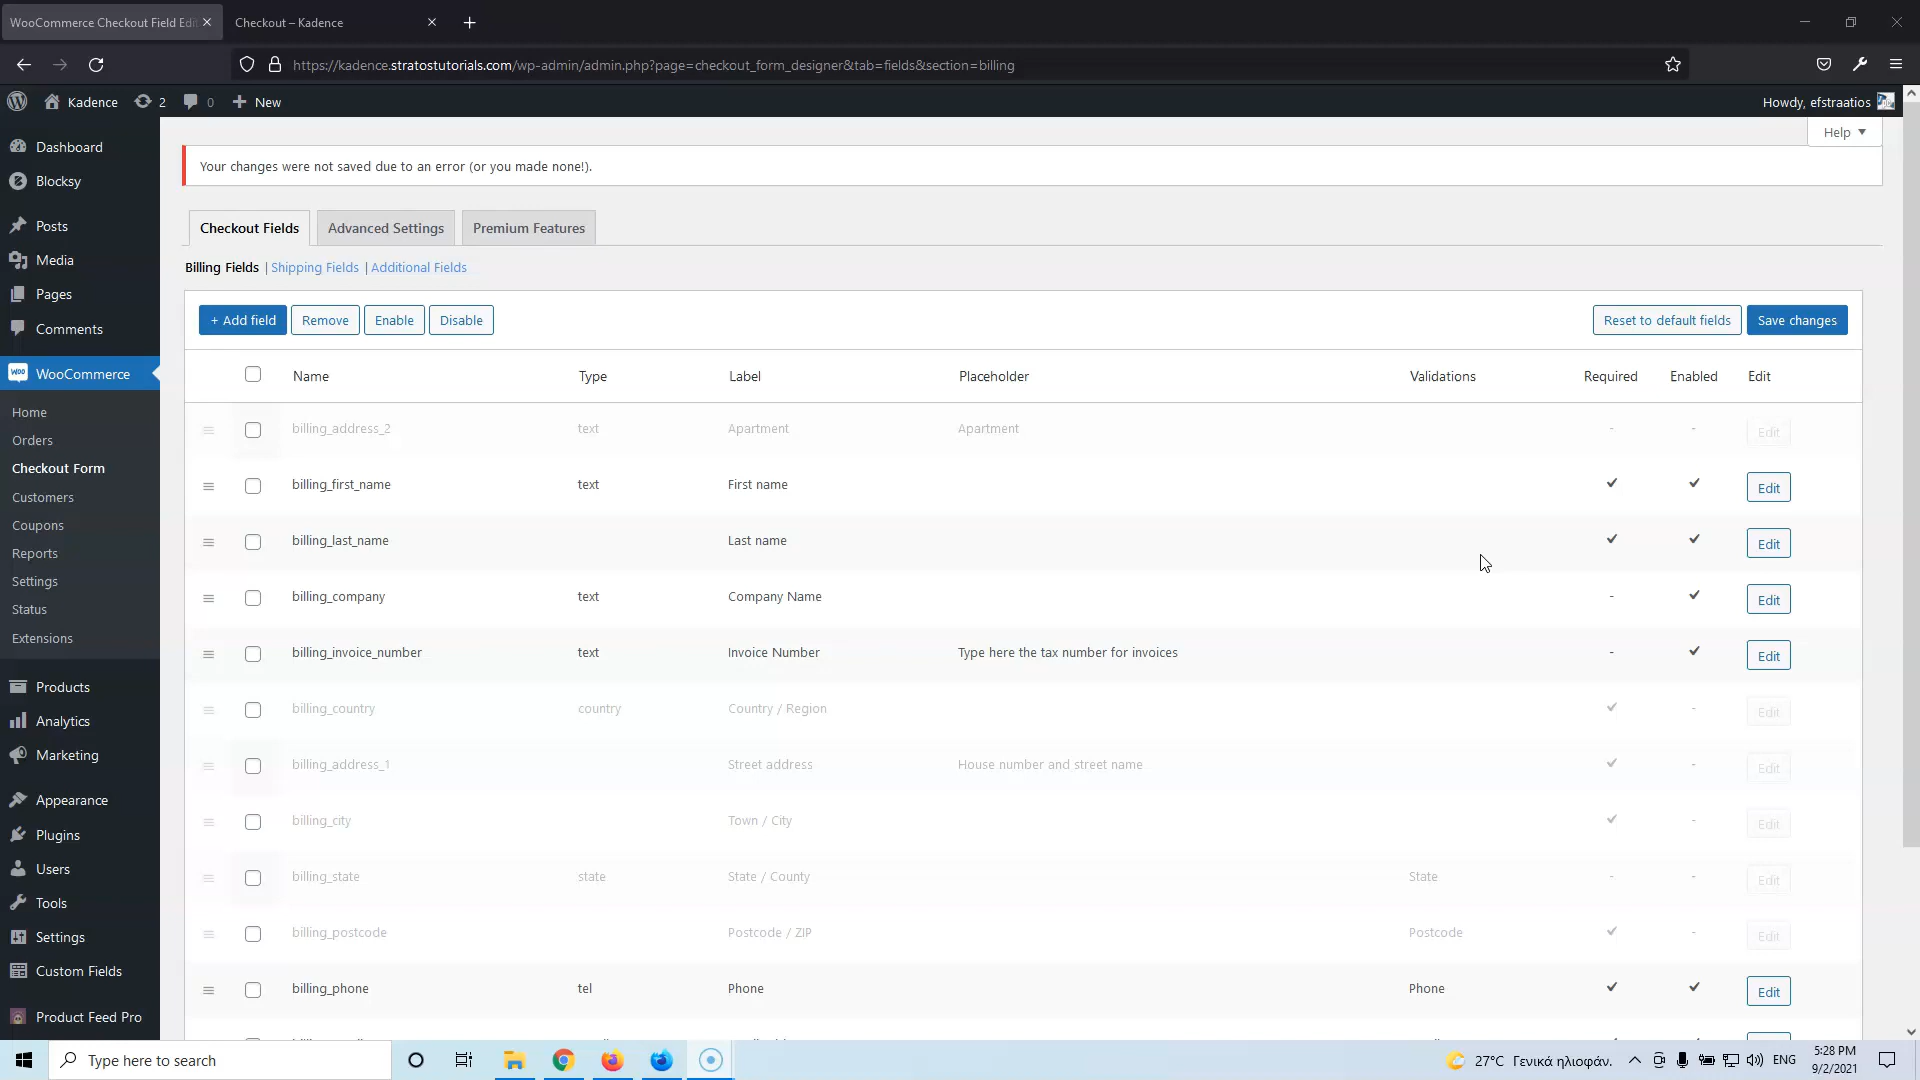 WooCommerce Checkout Field Edi
Checkout – Kadence
https://kadence.stratostutorials.com/wp-admin/admin.php?page=checkout_form_designer&tab=fields&section=billing
Kadence 2 0 New
Howdy, efstraatios
Help
Dashboard
Blocksy
Posts
Media
Pages
Comments
WooCommerce
Home
Orders
Checkout Form
Customers
Coupons
Reports
Settings
Status
Extensions
Products
Analytics
Marketing
Appearance
Plugins
Users
Tools
Settings
Custom Fields
Product Feed Pro
Your changes were not saved due to an error (or you made none!).
Checkout Fields Advanced Settings Premium Features
Billing Fields | Shipping Fields | Additional Fields
+ Add field Remove Enable Disable Reset to default fields Save changes
Name Type Label Placeholder Validations Required Enabled Edit
billing_address_2 text Apartment Apartment - - Edit
billing_first_name text First name Edit
billing_last_name Last name Edit
billing_company text Company Name - Edit
billing_invoice_number text Invoice Number Type here the tax number for invoices - Edit
billing_country country Country / Region - Edit
billing_address_1 Street address House number and street name - Edit
billing_city Town / City - Edit
billing_state state State / County State - - Edit
billing_postcode Postcode / ZIP Postcode - Edit
billing_phone tel Phone Phone Edit
Type here to search
27°C Γενικά ηλιοφάν.
ENG
5:28 PM
9/2/2021